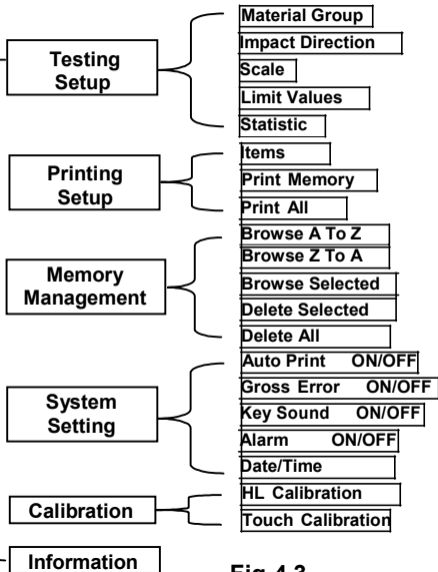 Testing
Setup
Material Group
Impact Direction
Scale
Limit Values
Statistic
Printing
Setup
Items
Print Memory
Print All
Memory
Management
Browse A To Z
Browse Z To A
Browse Selected
Delete Selected
Delete All
System
Setting
Auto Print ON/OFF
Gross Error ON/OFF
Key Sound ON/OFF
Alarm ON/OFF
Date/Time
Calibration
HL Calibration
Touch Calibration
Information
Fig 4-3